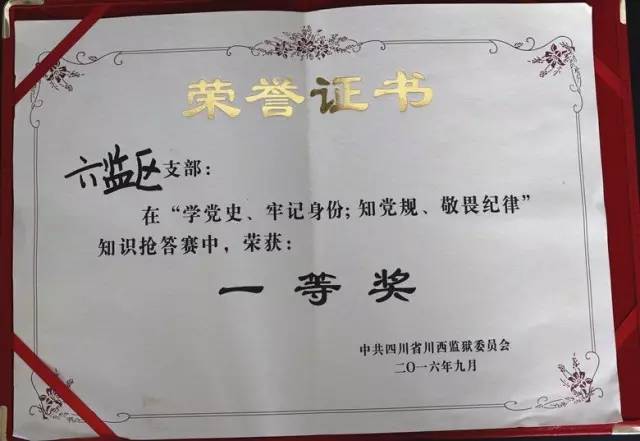 荣誉证书
六监区支部：
在“学党史、牢记身份；知党规、敬畏纪律”
知识抢答赛中，荣获：
一等奖
中共四川省川西监狱委员会
二〇一六年九月